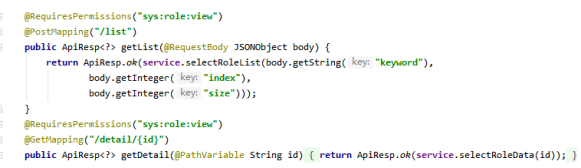 @RequiresPermissions("sys:role:view")
@PostMapping("/list")
public ApiResp<?> getList(@RequestBody JSONObject body) {
return ApiResp.ok(service.selectRoleList(body.getString( key: "keyword"),
body.getInteger( key: "index"),
body.getInteger( key: "size")));
}
@RequiresPermissions("sys:role:view")
@GetMapping("/detail/{id}")
public ApiResp<?> getDetail(@PathVariable String id) { return ApiResp.ok(service.selectRoleData(id)); }